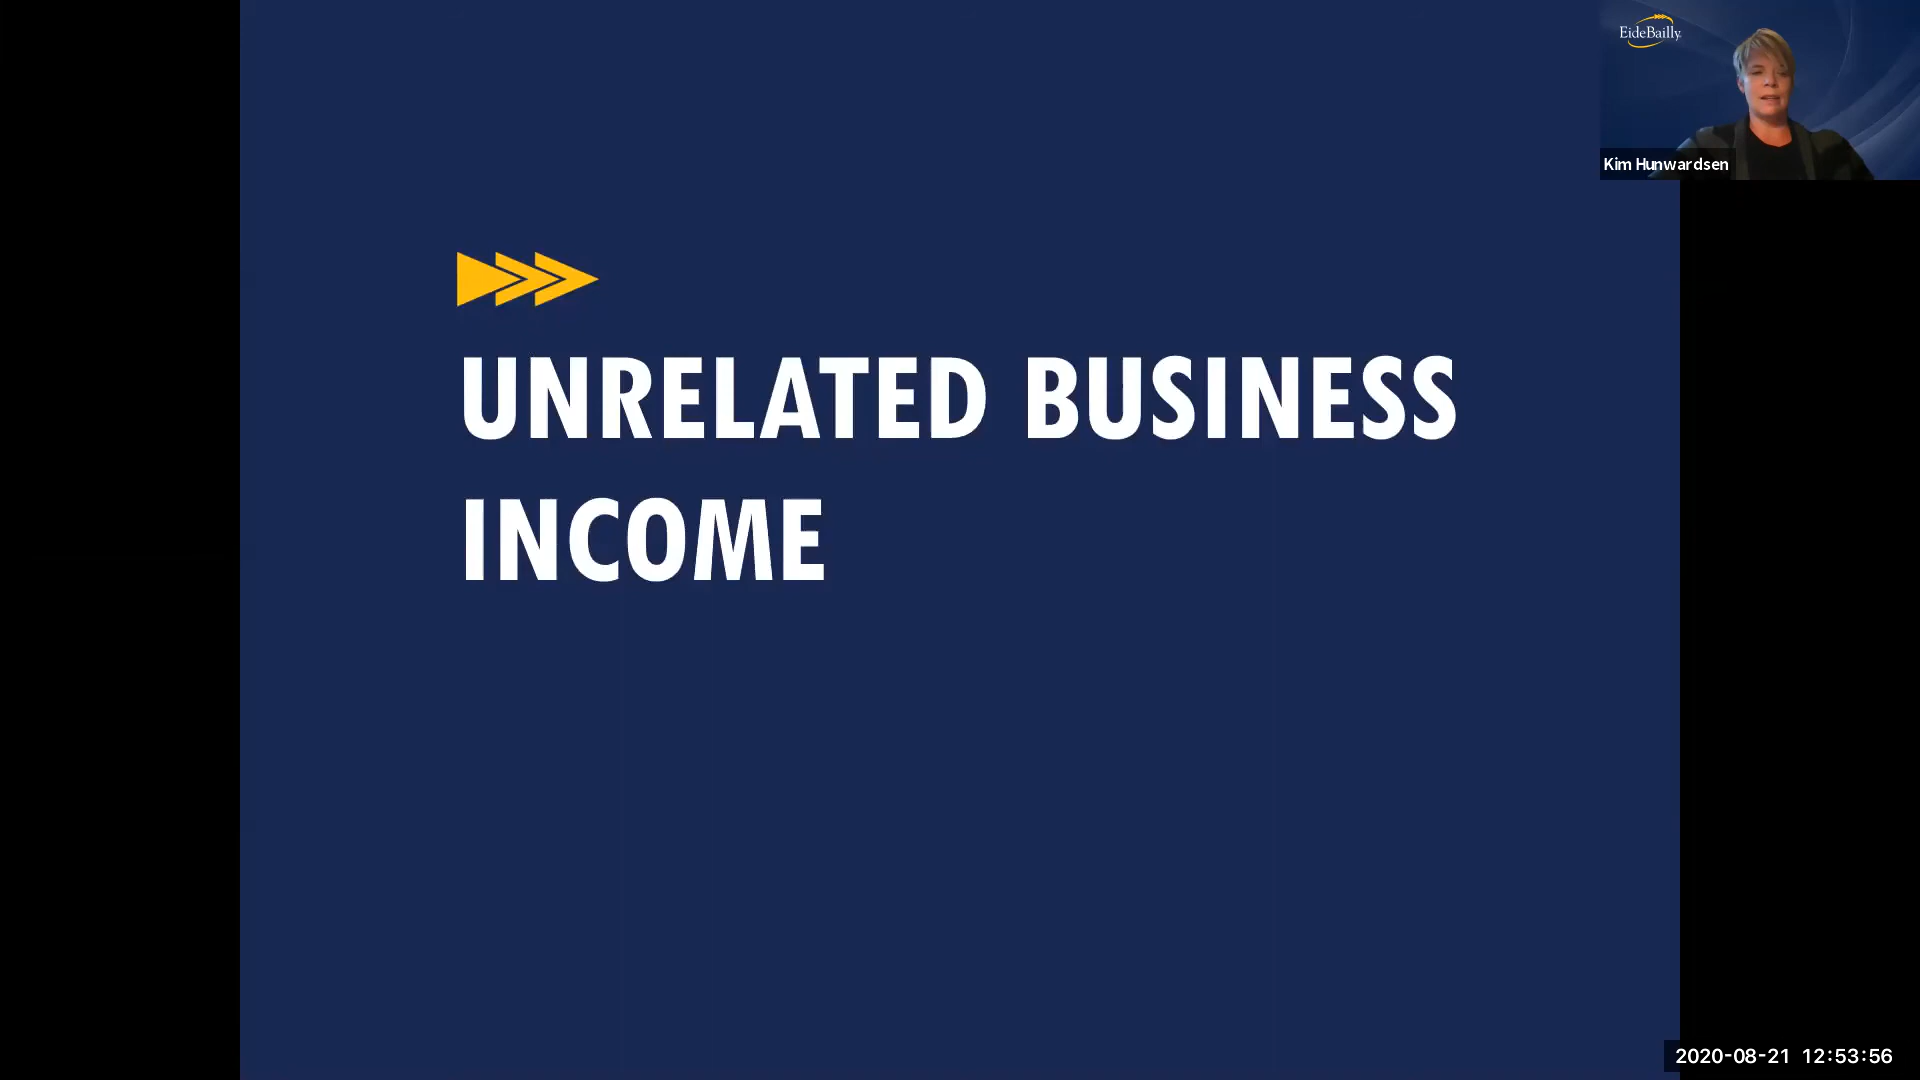 EideBailly
Kim Hunwardsen
UNRELATED BUSINESS
INCOME
2020-08-21 12:53:56